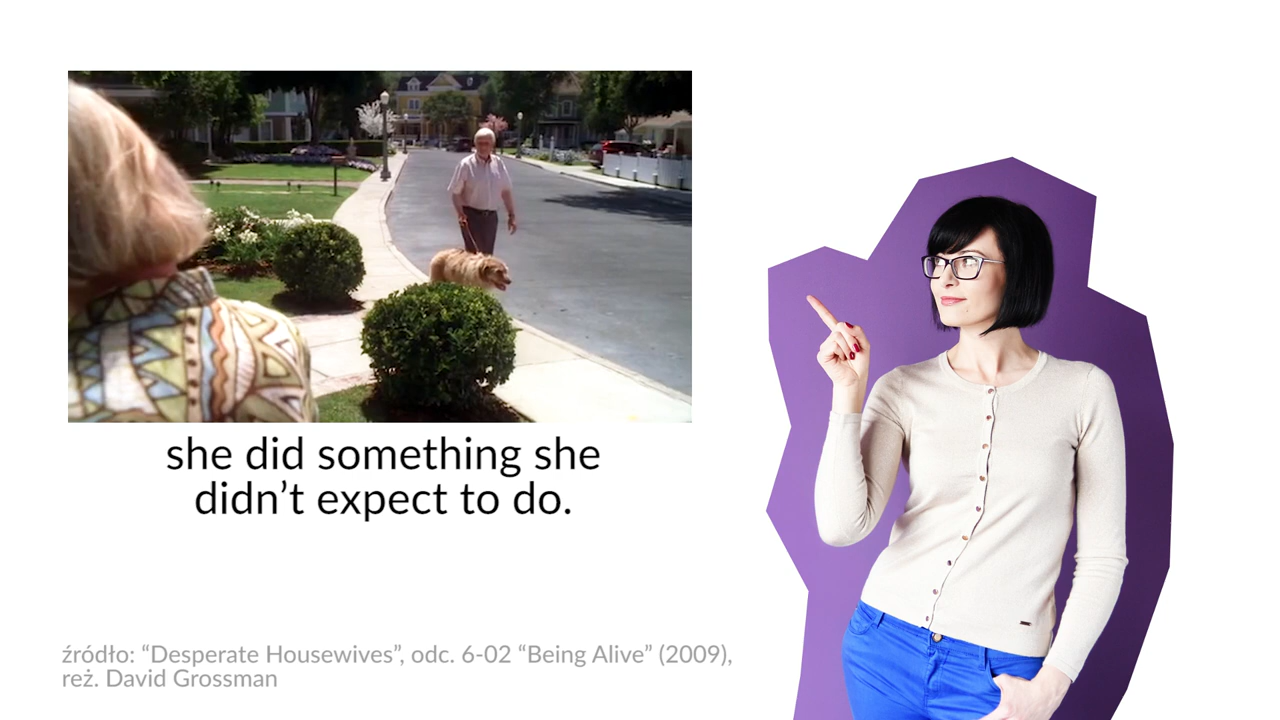 she did something she
didn’t expect to do.
źródło: “Desperate Housewives”, odc. 6-02 “Being Alive” (2009),
reż. David Grossman